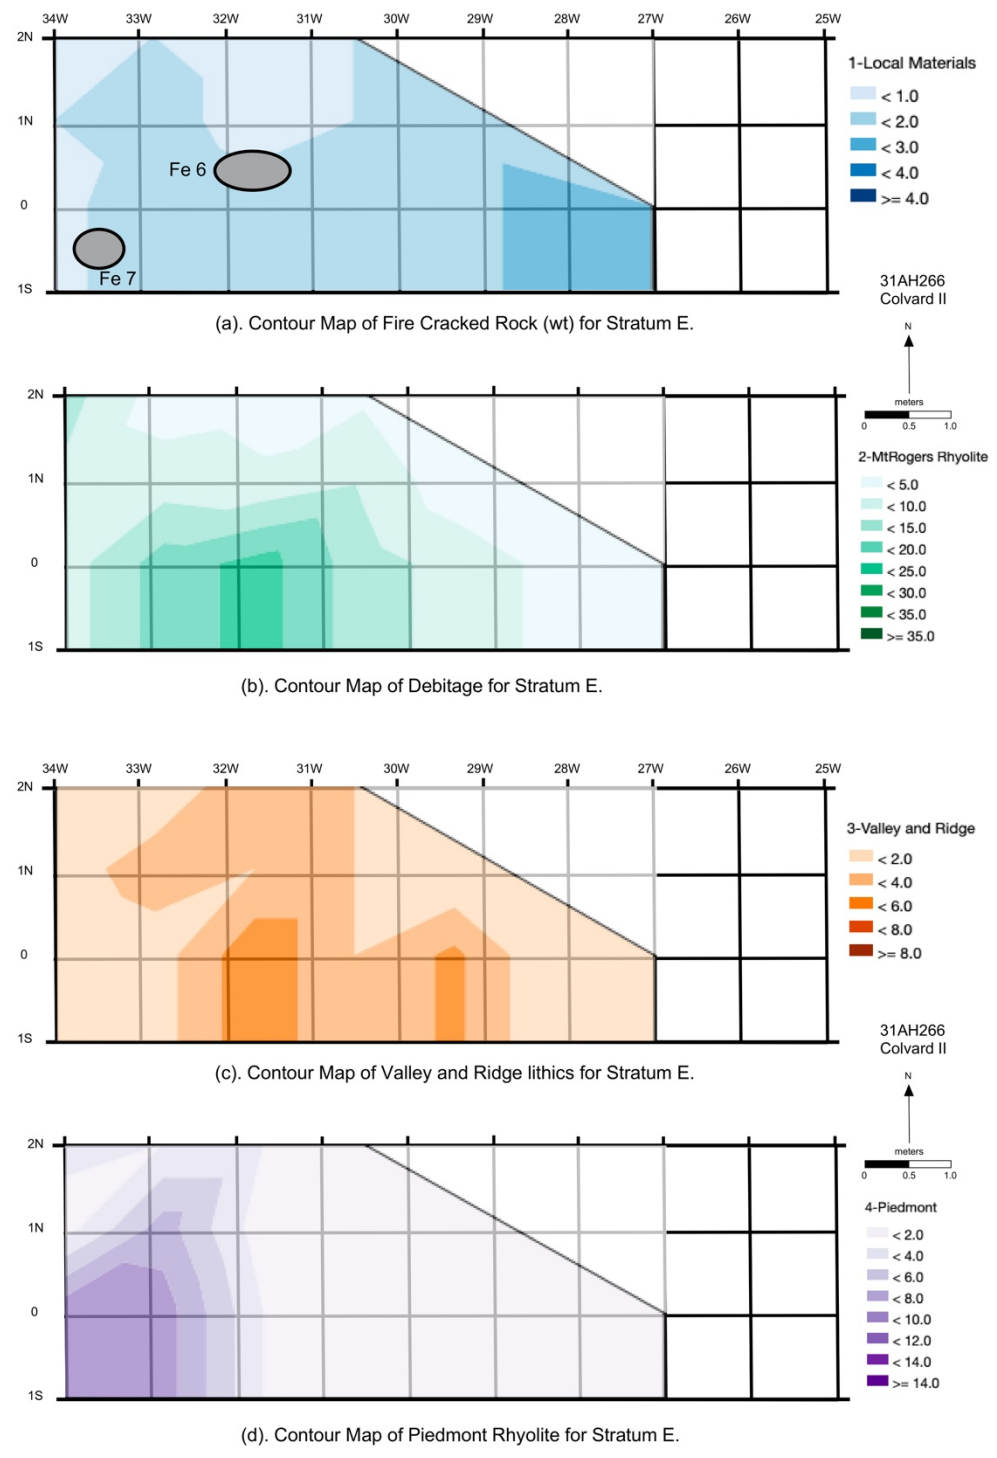 34W 33W 32W 31W 30W 29W 28W 27W 26W 25W
2N
1-Local Materials
< 1.0
< 2.0
1N
< 3.0
Fe 6
< 4.0
>= 4.0
0
Fe 7
1S
31AH266
Colvard II
(a). Contour Map of Fire Cracked Rock (wt) for Stratum E.
N
meters
0 0.5 1.0
2N
2-MtRogers Rhyolite
1N
< 5.0
< 10.0
< 15.0
< 20.0
0
< 25.0
< 30.0
< 35.0
>= 35.0
1S
(b). Contour Map of Debitage for Stratum E.
34W 33W 32W 31W 30W 29W 28W 27W 26W 25W
2N
3-Valley and Ridge
< 2.0
1N
< 4.0
< 6.0
< 8.0
0
>= 8.0
1S
31AH266
Colvard II
(c). Contour Map of Valley and Ridge lithics for Stratum E.
N
meters
0 0.5 1.0
2N
4-Piedmont
1N
< 2.0
< 4.0
< 6.0
< 8.0
0
< 10.0
< 12.0
< 14.0
>= 14.0
1S
(d). Contour Map of Piedmont Rhyolite for Stratum E.